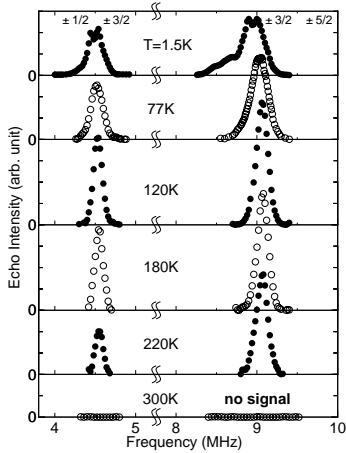 ± 1/2 ± 3/2 ± 3/2 ± 5/2
T=1.5K
0
77K
0
120K
0
180K
0
220K
0
300K no signal
0
4 5 8 9 10
Frequency (MHz)
Echo Intensity (arb. unit)